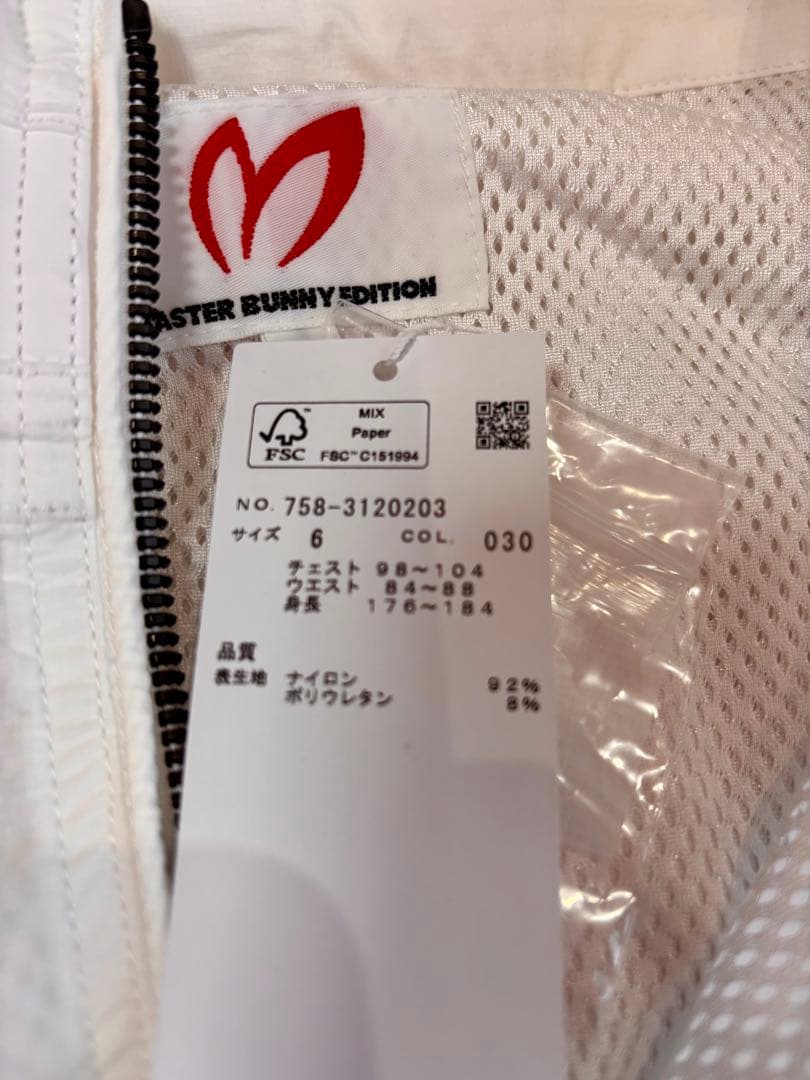 ASTER BUNNY EDITION
FSC
MIX
Paper
FSC™ C151994
NO. 758-3120203
サイズ 6 COL. 030
チェスト 98～104
ウエスト 84～88
身長 176～184
品質
表生地 ナイロン 92%
ポリウレタン 8%